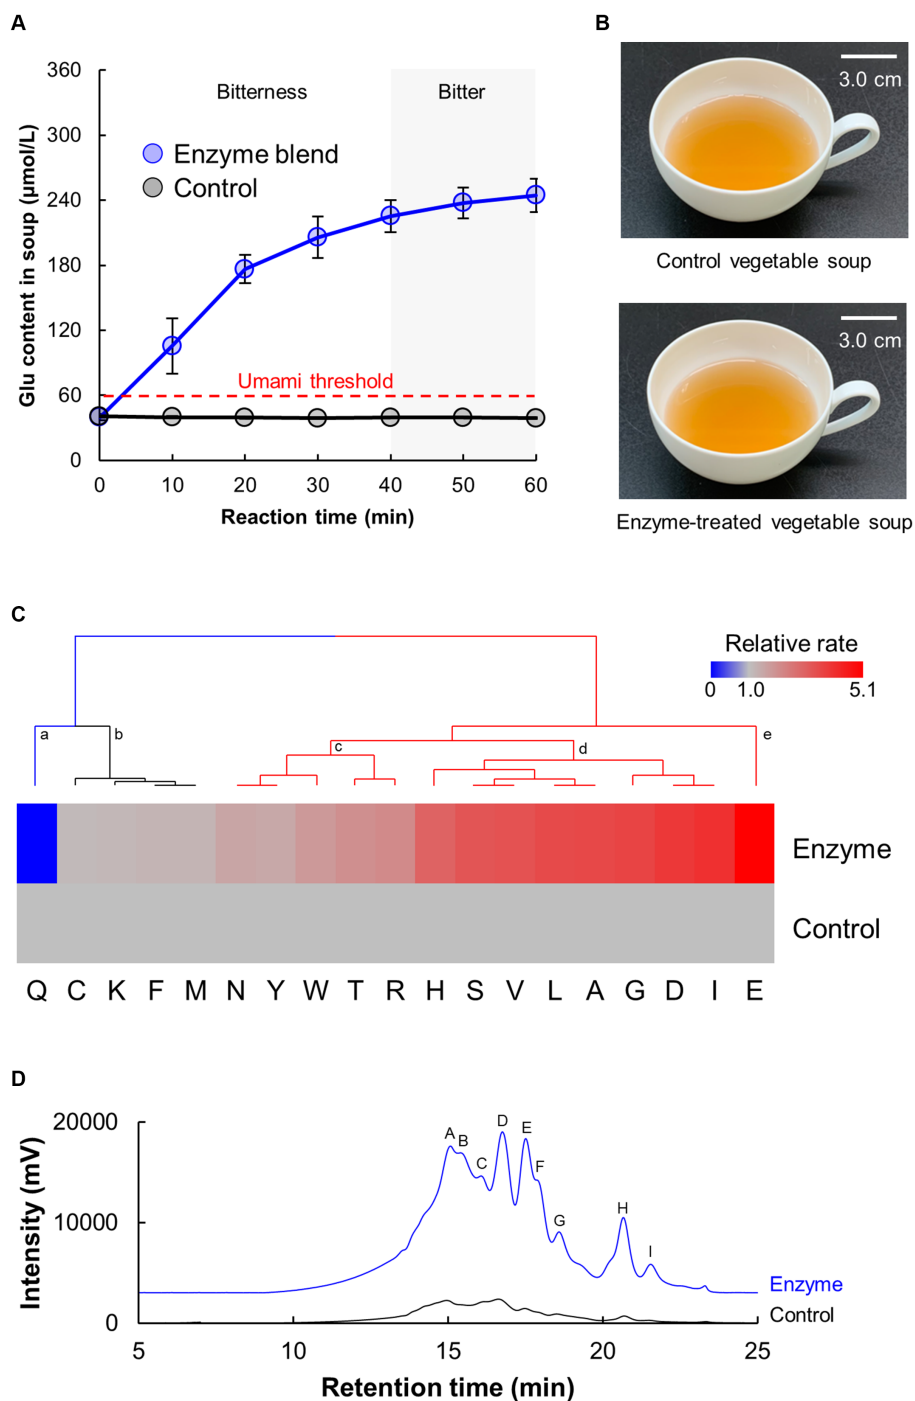 A
360
300
240
180
120
60
0
Glu content in soup (µmol/L)
Bitterness
Bitter
Enzyme blend
Control
Umami threshold
0 10 20 30 40 50 60
Reaction time (min)
B
3.0 cm
Control vegetable soup
3.0 cm
Enzyme-treated vegetable soup
C
Relative rate
0 1.0 5.1
a b c d e
Enzyme
Control
Q C K F M N Y W T R H S V L A G D I E
D
20000
10000
0
Intensity (mV)
A B C D E F G H I
Enzyme
Control
5 10 15 20 25
Retention time (min)